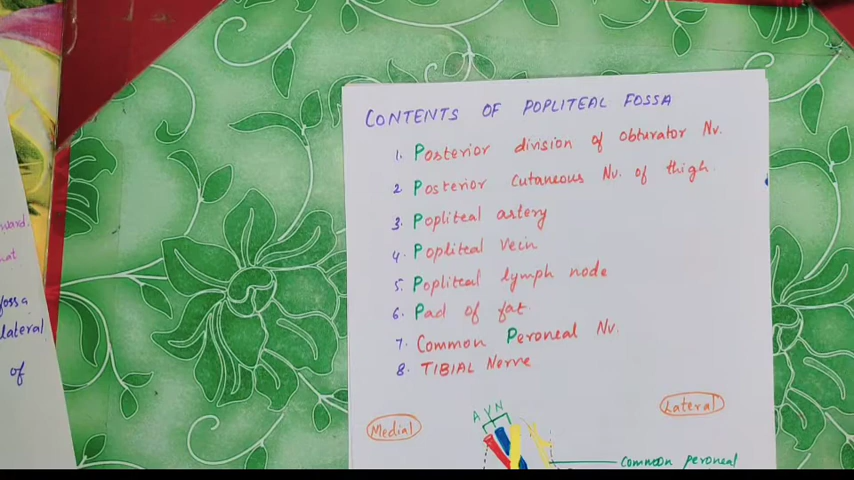 ward.
hat
fossa
lateral
of
CONTENTS OF POPLITEAL FOSSA
1. Posterior division of obturator Nv.
2 Posterior cutaneous Nv. of thigh.
3. Popliteal artery
4. Popliteal vein
5. Popliteal lymph node
6. Pad of fat.
7. Common Peroneal Nv.
8. TIBIAL Nerve
A V N
Medial
Lateral
Common peroneal